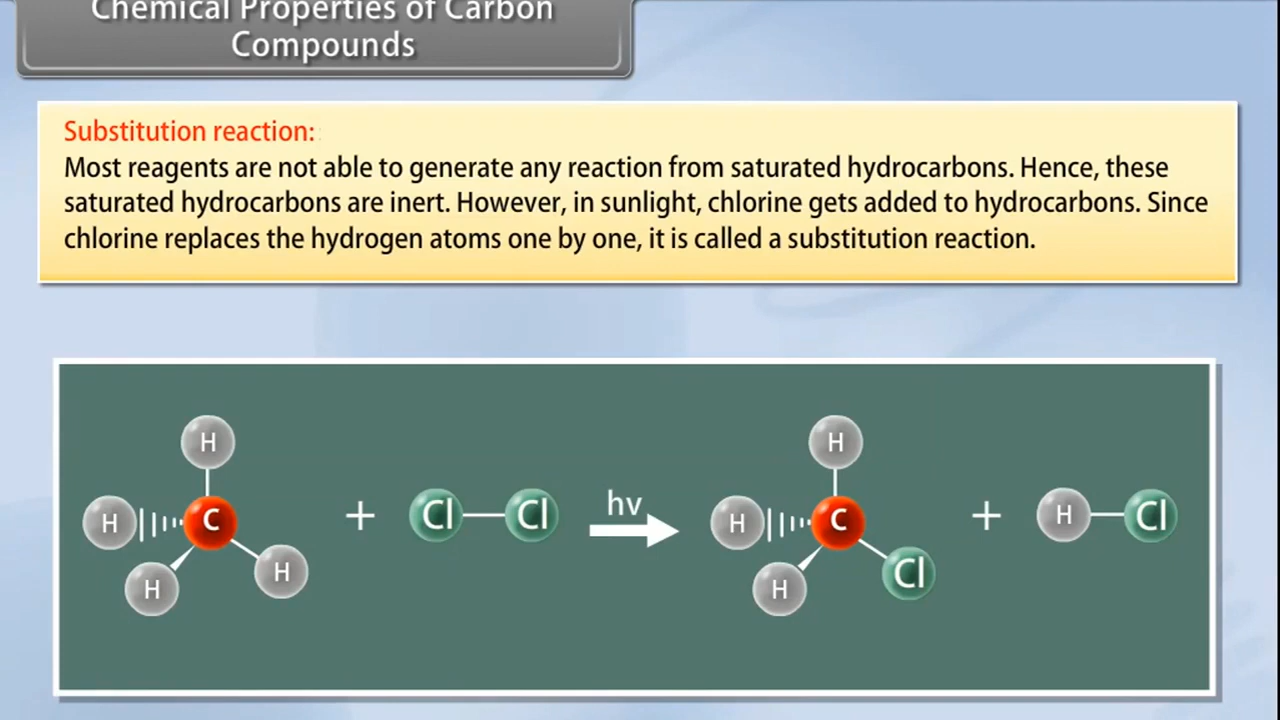 Chemical Properties of Carbon
Compounds
Substitution reaction:
Most reagents are not able to generate any reaction from saturated hydrocarbons. Hence, these
saturated hydrocarbons are inert. However, in sunlight, chlorine gets added to hydrocarbons. Since
chlorine replaces the hydrogen atoms one by one, it is called a substitution reaction.
H H
hv
H C + Cl Cl H C + H Cl
H H H Cl